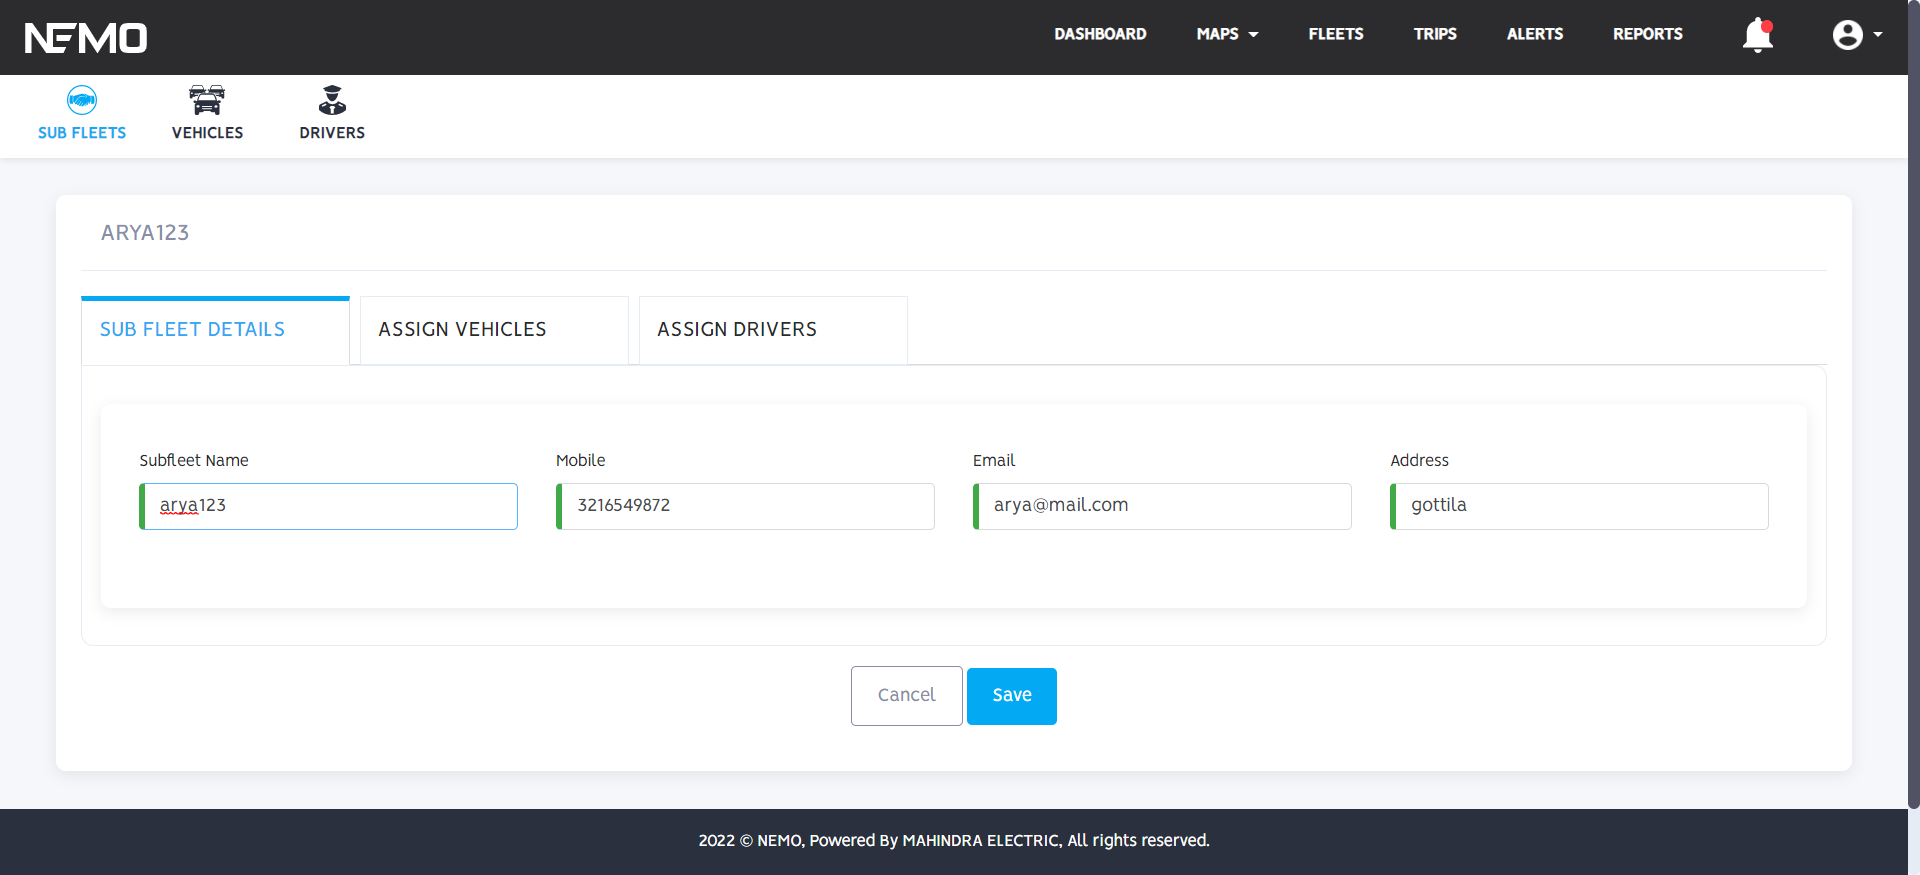 NEMO
DASHBOARD MAPS FLEETS TRIPS ALERTS REPORTS
SUB FLEETS VEHICLES DRIVERS
ARYA123
SUB FLEET DETAILS ASSIGN VEHICLES ASSIGN DRIVERS
Subfleet Name Mobile Email Address
arya123 3216549872 arya@mail.com gottila
Cancel Save
2022 © NEMO, Powered By MAHINDRA ELECTRIC, All rights reserved.